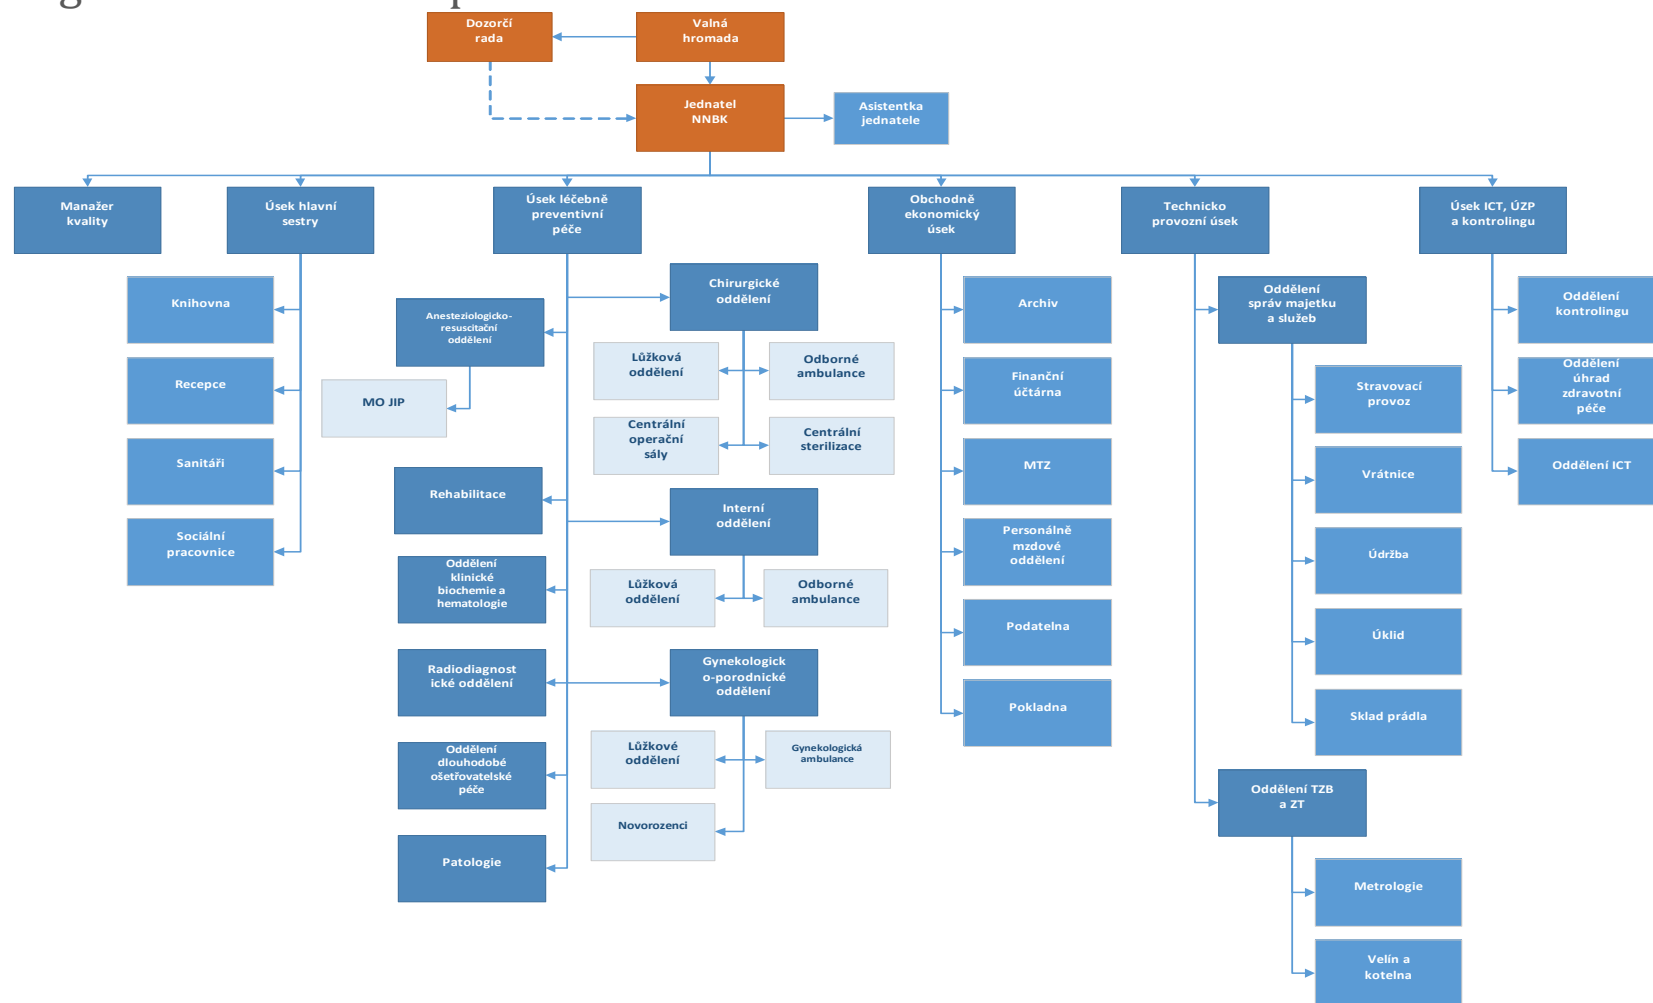 Dozorčí
rada
Valná
hromada
Jednatel
NNBK
Asistentka
jednatele
Manažer
kvality
Úsek hlavní
sestry
Úsek léčebně
preventivní
péče
Obchodně
ekonomický
úsek
Technicko
provozní úsek
Úsek ICT, ÚZP
a kontrolingu
Knihovna
Recepce
Sanitáři
Sociální
pracovnice
Anesteziologicko-
resuscitační
oddělení
MO JIP
Rehabilitace
Oddělení
klinické
biochemie a
hematologie
Radiodiagnost
ické oddělení
Oddělení
dlouhodobé
ošetřovatelské
péče
Patologie
Chirurgické
oddělení
Lůžková
oddělení
Odborné
ambulance
Centrální
operační
sály
Centrální
sterilizace
Interní
oddělení
Lůžková
oddělení
Odborné
ambulance
Gynekologick
o-porodnické
oddělení
Lůžkové
oddělení
Gynekologická
ambulance
Novorozenci
Archiv
Finanční
účtárna
MTZ
Personálně
mzdové
oddělení
Podatelna
Pokladna
Oddělení
správ majetku
a služeb
Stravovací
provoz
Vrátnice
Údržba
Úklid
Sklad prádla
Oddělení TZB
a ZT
Metrologie
Velín a
kotelna
Oddělení
kontrolingu
Oddělení
úhrad
zdravotní
péče
Oddělení ICT